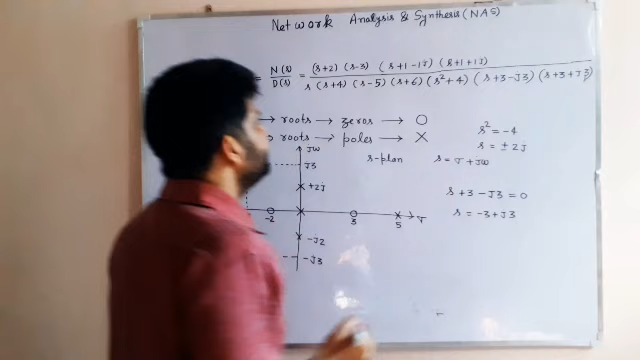 Network Analysis & Synthesis (NAS)
= N(s)/D(s) = (s+2) (s-3) (s+1-1j) (s+1+1j) / s (s+4) (s-5) (s+6) (s²+4) (s+3-J3) (s+3+J3)
→ roots → zeros → O
→ roots → poles → X
s² = -4
s = ± 2j
s-plan
s = σ + jω
jω
J3
+2j
-2
3
5
σ
-J2
-J3
s+3-J3 = 0
s = -3+J3